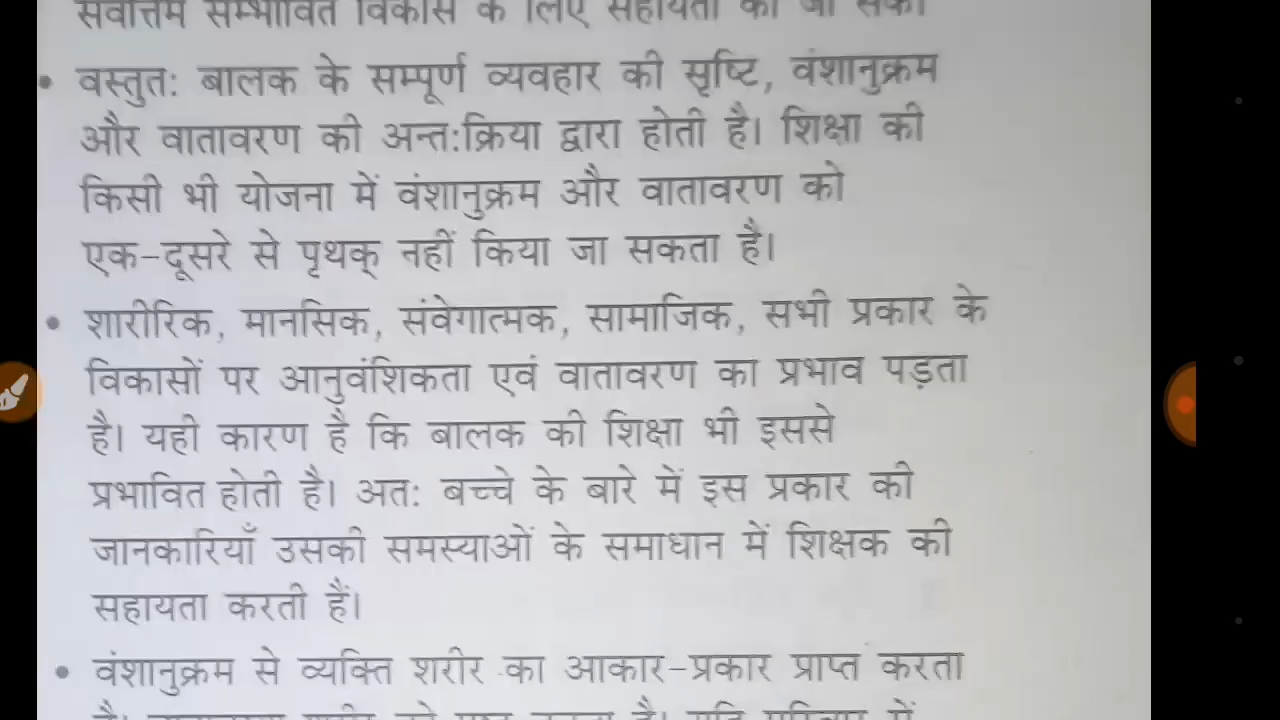 सर्वोत्तम सम्भावित विकास के लिए सहायता की जा सके।
वस्तुतः बालक के सम्पूर्ण व्यवहार की सृष्टि, वंशानुक्रम
और वातावरण की अन्तःक्रिया द्वारा होती है। शिक्षा की
किसी भी योजना में वंशानुक्रम और वातावरण को
एक-दूसरे से पृथक् नहीं किया जा सकता है।
शारीरिक, मानसिक, संवेगात्मक, सामाजिक, सभी प्रकार के
विकासों पर आनुवंशिकता एवं वातावरण का प्रभाव पड़ता
है। यही कारण है कि बालक की शिक्षा भी इससे
प्रभावित होती है। अतः बच्चे के बारे में इस प्रकार की
जानकारियाँ उसकी समस्याओं के समाधान में शिक्षक की
सहायता करती हैं।
वंशानुक्रम से व्यक्ति शरीर का आकार-प्रकार प्राप्त करता